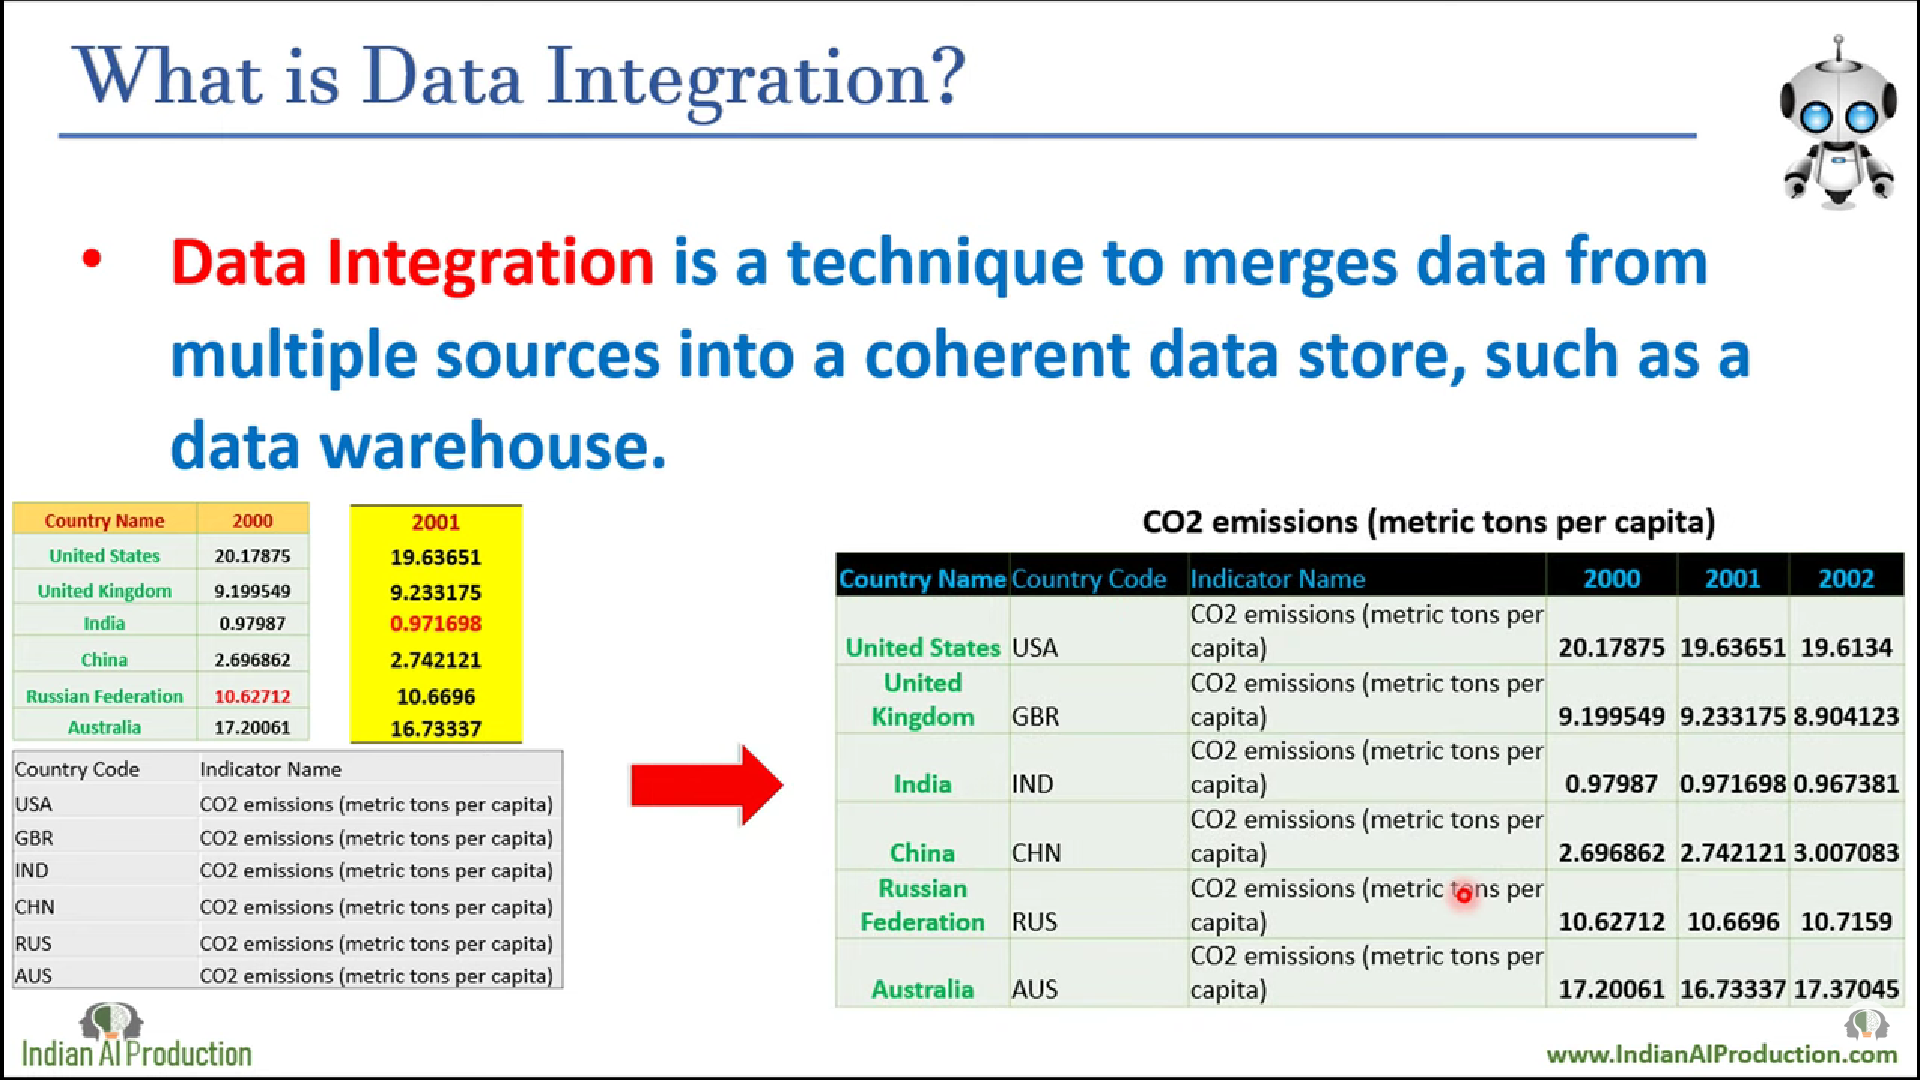 What is Data Integration?
• Data Integration is a technique to merges data from
multiple sources into a coherent data store, such as a
data warehouse.
Country Name 2000
United States 20.17875
United Kingdom 9.199549
India 0.97987
China 2.696862
Russian Federation 10.62712
Australia 17.20061
2001
19.63651
9.233175
0.971698
2.742121
10.6696
16.73337
Country Code Indicator Name
USA CO2 emissions (metric tons per capita)
GBR CO2 emissions (metric tons per capita)
IND CO2 emissions (metric tons per capita)
CHN CO2 emissions (metric tons per capita)
RUS CO2 emissions (metric tons per capita)
AUS CO2 emissions (metric tons per capita)
CO2 emissions (metric tons per capita)
Country Name Country Code Indicator Name 2000 2001 2002
CO2 emissions (metric tons per
United States USA capita) 20.17875 19.63651 19.6134
United CO2 emissions (metric tons per
Kingdom GBR capita) 9.199549 9.233175 8.904123
CO2 emissions (metric tons per
India IND capita) 0.97987 0.971698 0.967381
CO2 emissions (metric tons per
China CHN capita) 2.696862 2.742121 3.007083
Russian CO2 emissions (metric tons per
Federation RUS capita) 10.62712 10.6696 10.7159
CO2 emissions (metric tons per
Australia AUS capita) 17.20061 16.73337 17.37045
Indian AI Production
www.IndianAIProduction.com